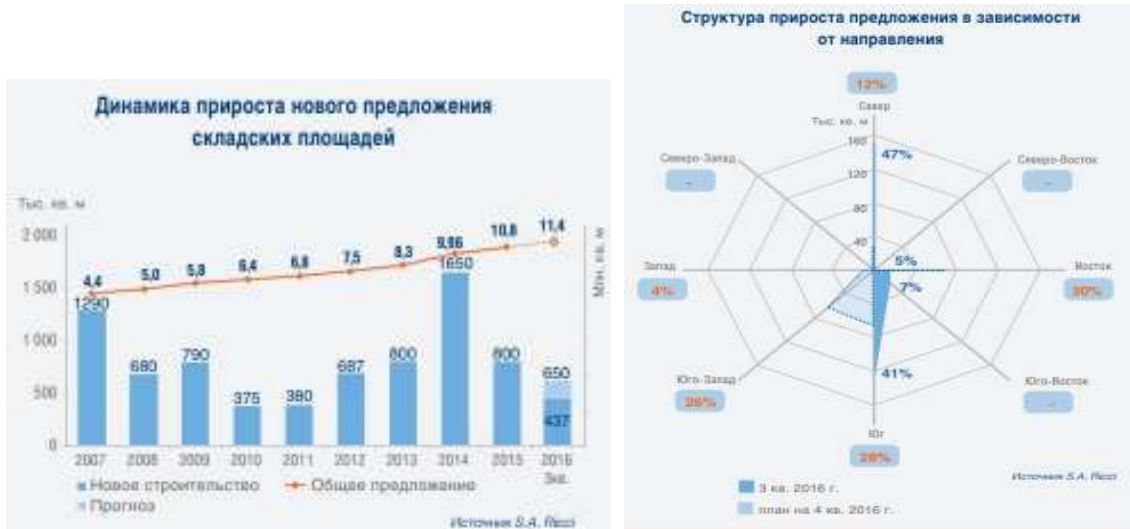 Динамика прироста нового предложения
складских площадей
Тыс. кв. м
Млн. кв. м
2 000
1 500
1 000
500
0
4,4
5,0
5,8
6,4
6,8
7,5
8,3
9,96
10,8
11,4
1290
680
790
375
380
687
800
1650
800
650
437
2007 2008 2009 2010 2011 2012 2013 2014 2015 2016
3кв.
Новое строительство Общее предложение
Прогноз
Источник S.A. Ricci
Структура прироста предложения в зависимости
от направления
13%
Север
Тыс. кв. м
160
47%
Северо-Запад
-
Северо-Восток
-
120
80
40
5%
Запад
4%
Восток
30%
7%
41%
Юго-Запад
26%
Юго-Восток
-
Юг
28%
Источник S.A. Ricci
3 кв. 2016 г.
план на 4 кв. 2016 г.